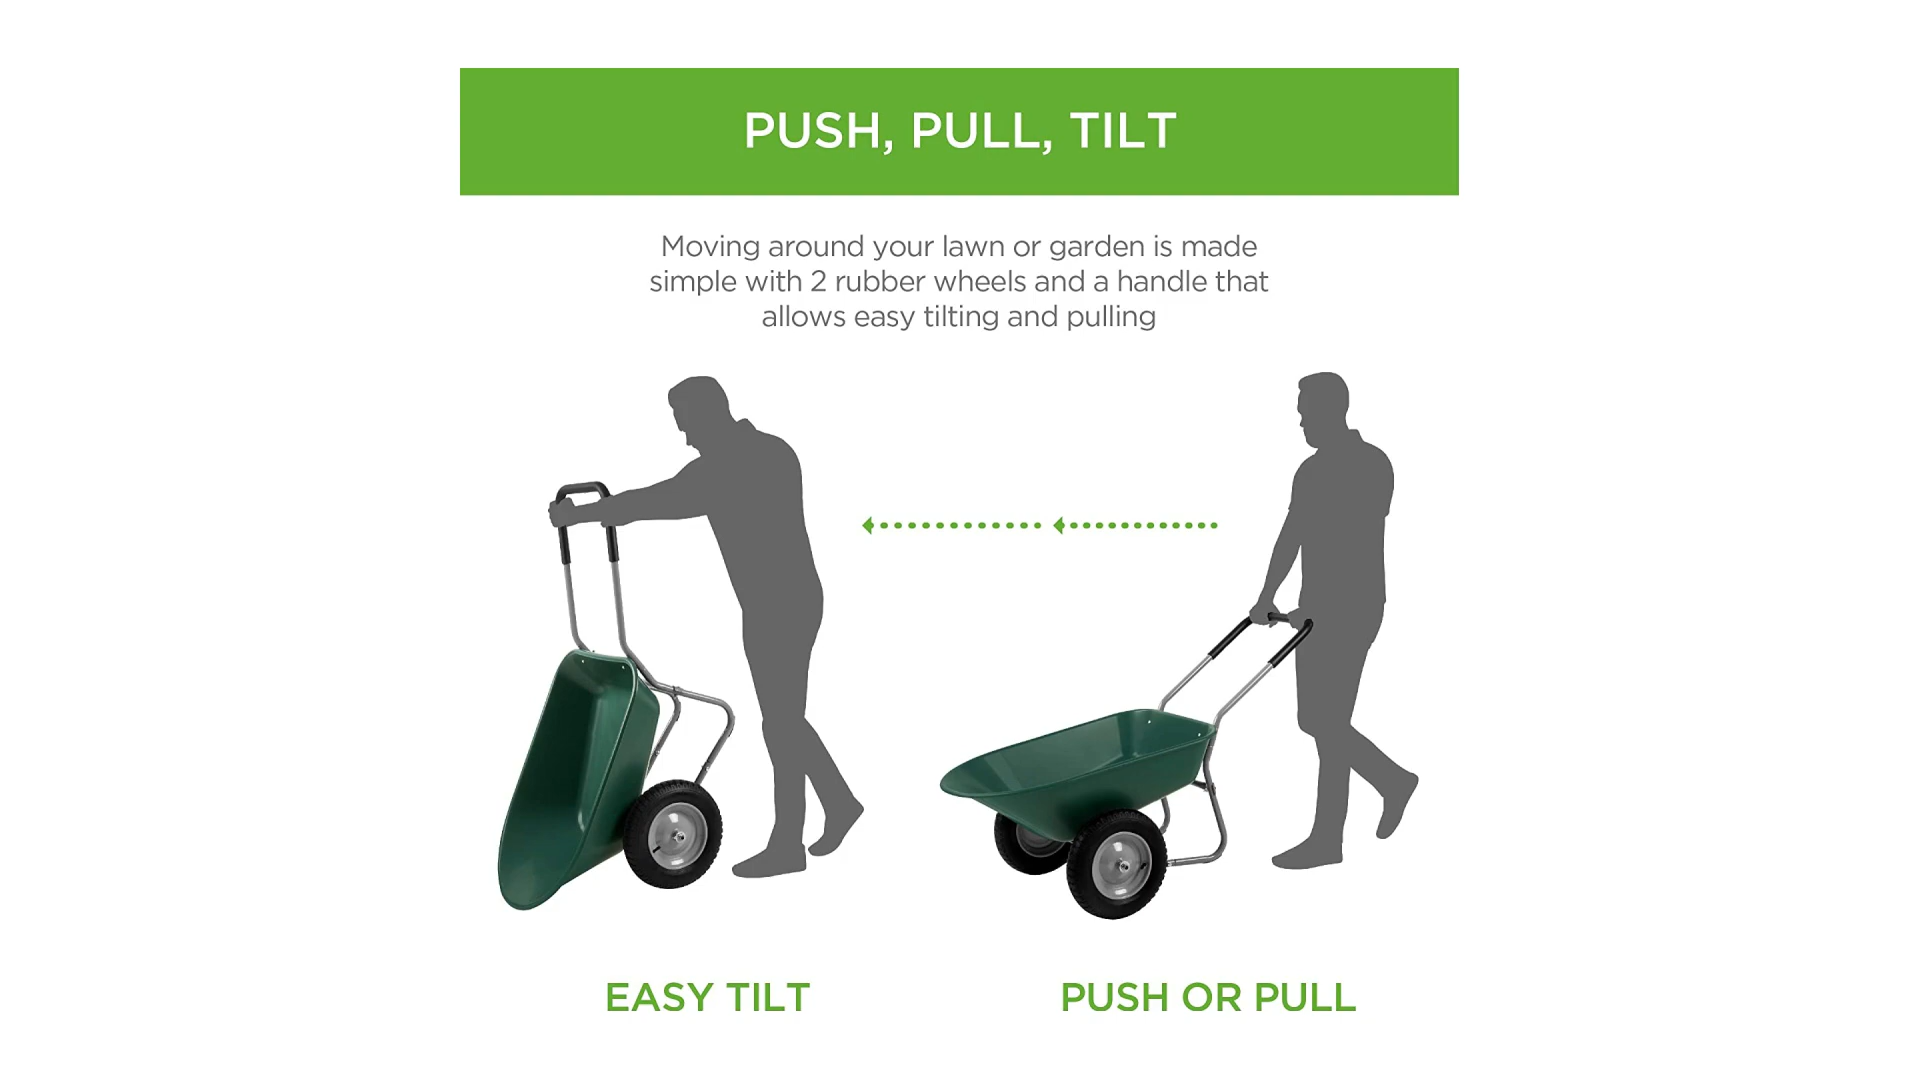 PUSH, PULL, TILT
Moving around your lawn or garden is made
simple with 2 rubber wheels and a handle that
allows easy tilting and pulling
EASY TILT
PUSH OR PULL